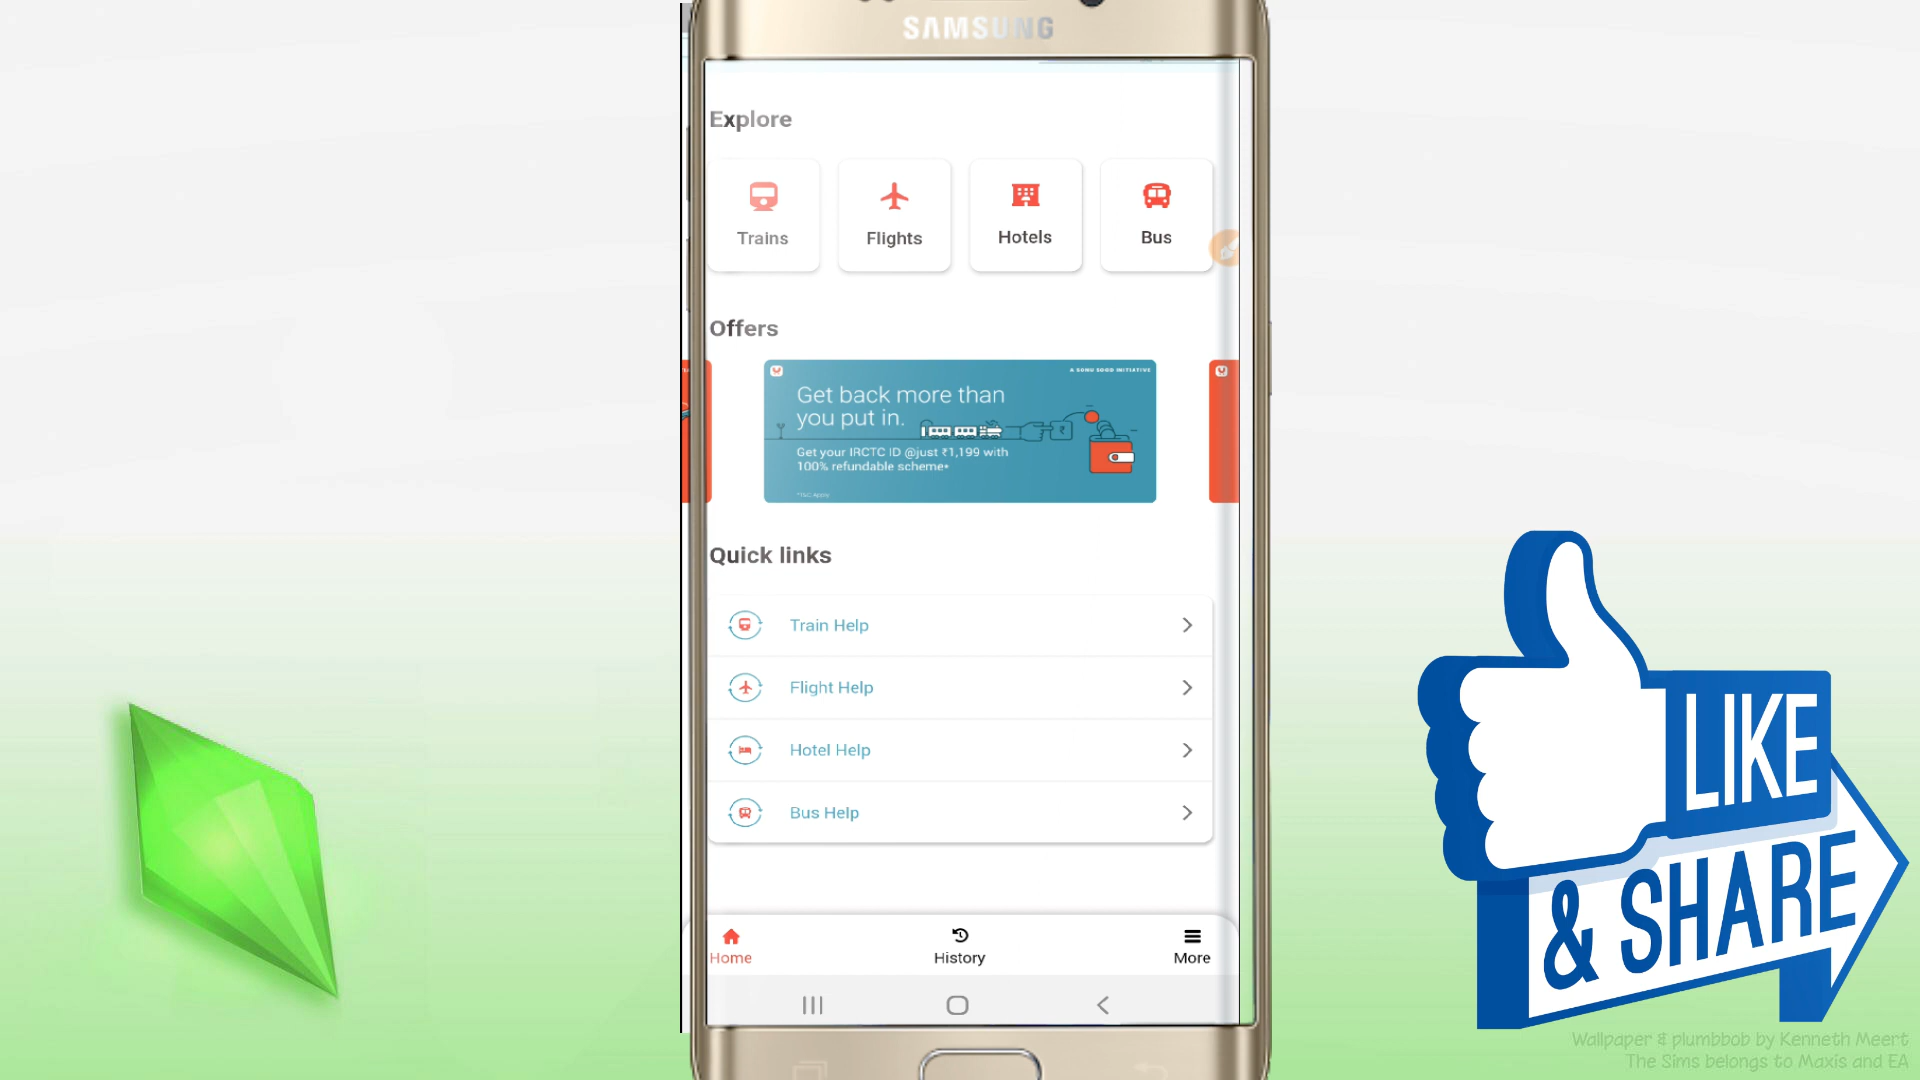 SAMSUNG
Explore
Trains
Flights
Hotels
Bus
Offers
A SONU SOOD INITIATIVE
Get back more than
you put in.
Get your IRCTC ID @just ₹1,199 with
100% refundable scheme*
*T&C Apply
Quick links
Train Help
Flight Help
Hotel Help
Bus Help
Home
History
More
LIKE
& SHARE
Wallpaper & plumbbob by Kenneth Meert
The Sims belongs to Maxis and EA